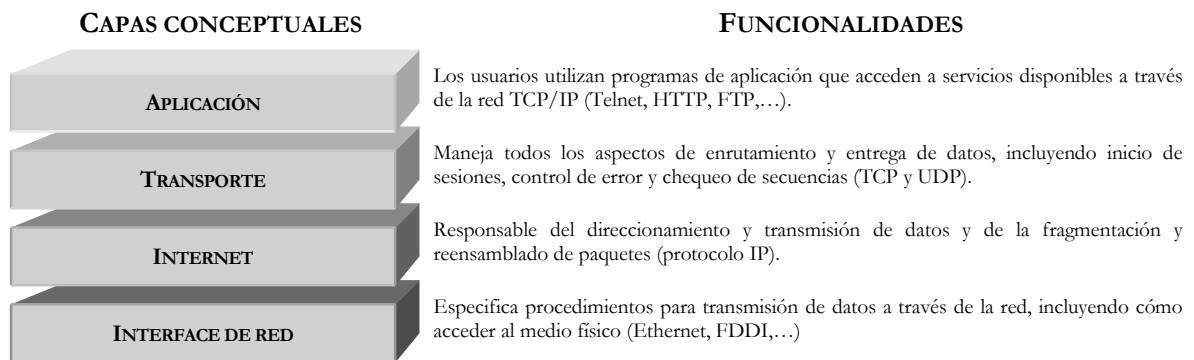 CAPAS CONCEPTUALES
FUNCIONALIDADES
APLICACIÓN
Los usuarios utilizan programas de aplicación que acceden a servicios disponibles a través
de la red TCP/IP (Telnet, HTTP, FTP,…).
TRANSPORTE
Maneja todos los aspectos de enrutamiento y entrega de datos, incluyendo inicio de
sesiones, control de error y chequeo de secuencias (TCP y UDP).
INTERNET
Responsable del direccionamiento y transmisión de datos y de la fragmentación y
reensamblado de paquetes (protocolo IP).
INTERFACE DE RED
Especifica procedimientos para transmisión de datos a través de la red, incluyendo cómo
acceder al medio físico (Ethernet, FDDI,…)